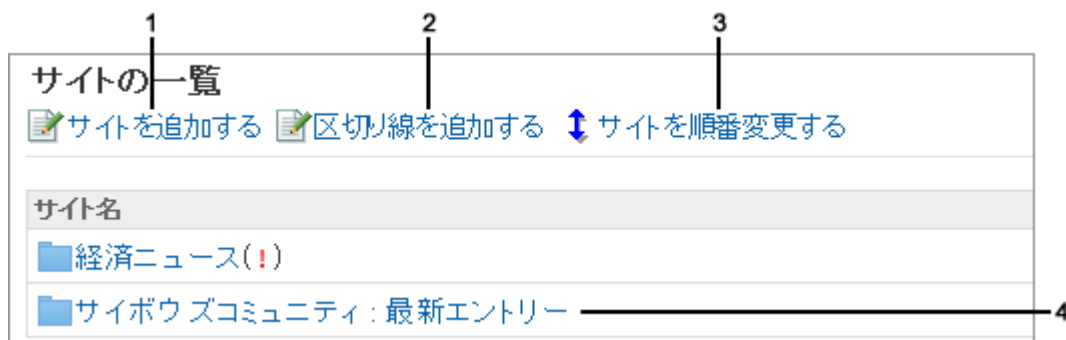 1 2 3
サイトの一覧
サイトを追加する 区切り線を追加する サイトを順番変更する
サイト名
経済ニュース(!)
サイボウズコミュニティ : 最新エントリー 4